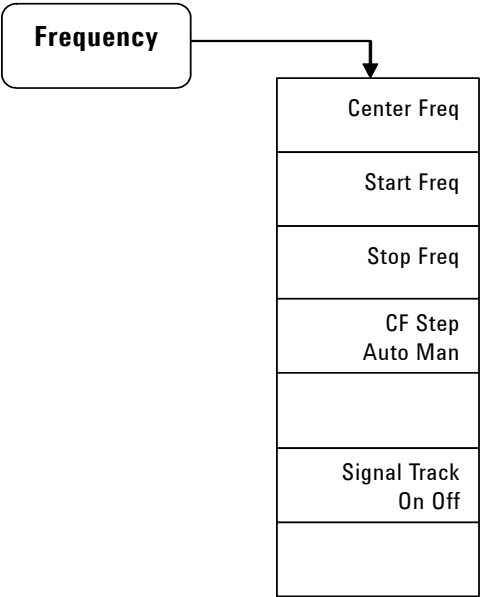 Frequency
Center Freq
Start Freq
Stop Freq
CF Step
Auto Man
Signal Track
On Off